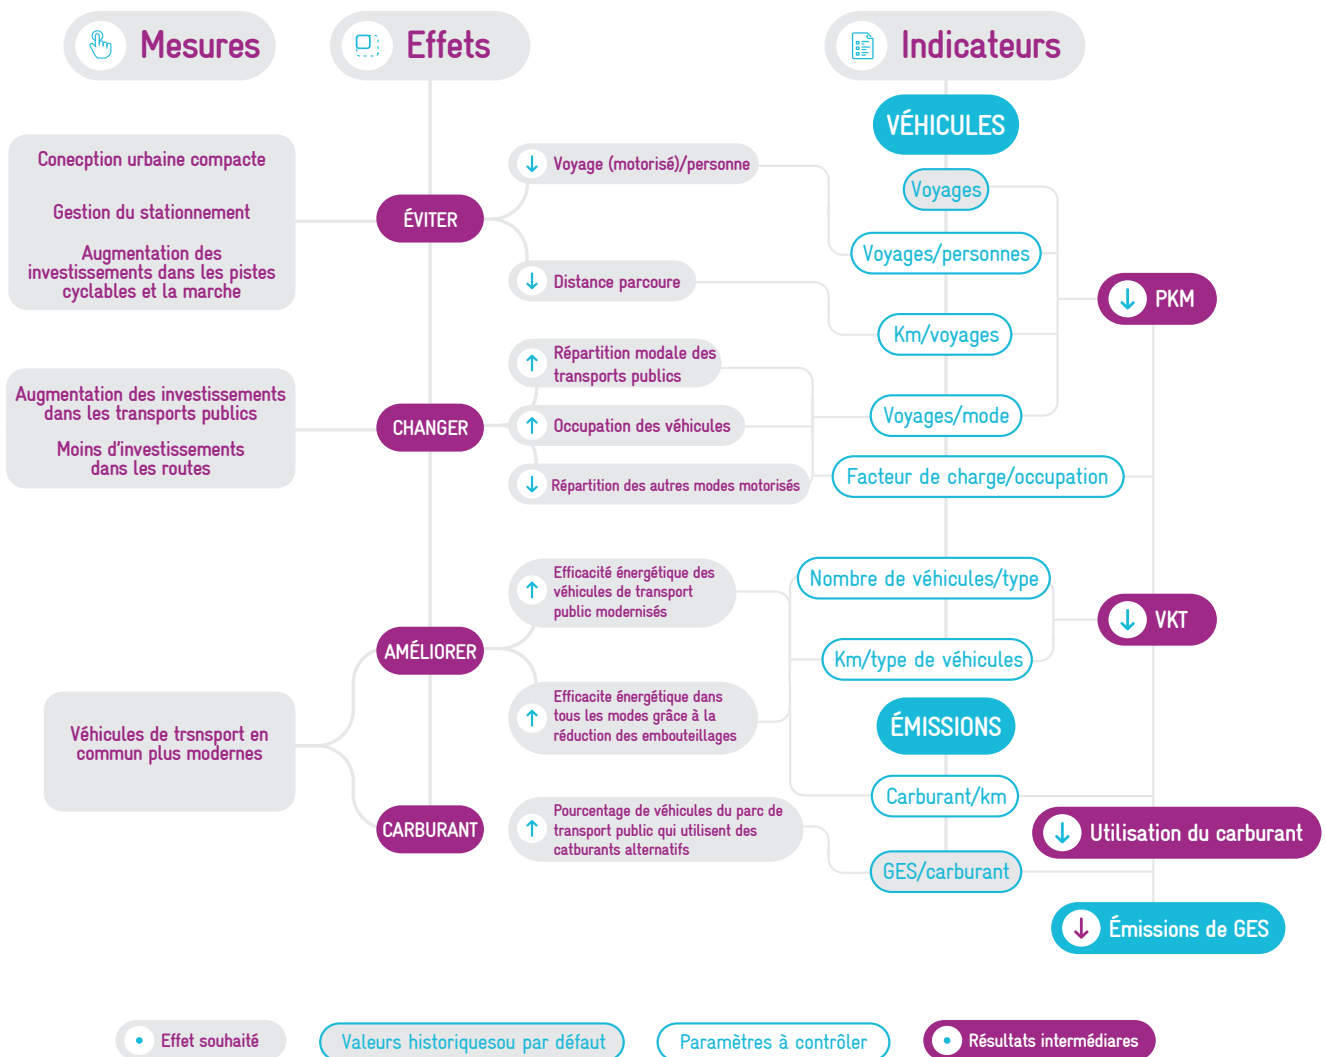 Mesures
Effets
Indicateurs
VÉHICULES
Conecption urbaine compacte
Gestion du stationnement
Augmentation des
investissements dans les pistes
cyclables et la marche
ÉVITER
Voyage (motorisé)/personne
Distance parcoure
Voyages
Voyages/personnes
Km/voyages
PKM
Augmentation des investissements
dans les transports publics
Moins d'investissements
dans les routes
CHANGER
Répartition modale des
transports publics
Occupation des véhicules
Répartition des autres modes motorisés
Voyages/mode
Facteur de charge/occupation
Véhicules de trsnsport en
commun plus modernes
AMÉLIORER
Efficacité énergétique des
véhicules de transport
public modernisés
Efficacite énergétique dans
tous les modes grâce à la
réduction des embouteillages
Nombre de véhicules/type
Km/type de véhicules
VKT
ÉMISSIONS
CARBURANT
Pourcentage de véhicules du parc de
transport public qui utilisent des
catburants alternatifs
Carburant/km
GES/carburant
Utilisation du carburant
Émissions de GES
Effet souhaité
Valeurs historiquesou par défaut
Paramètres à contrôler
Résultats intermédiares